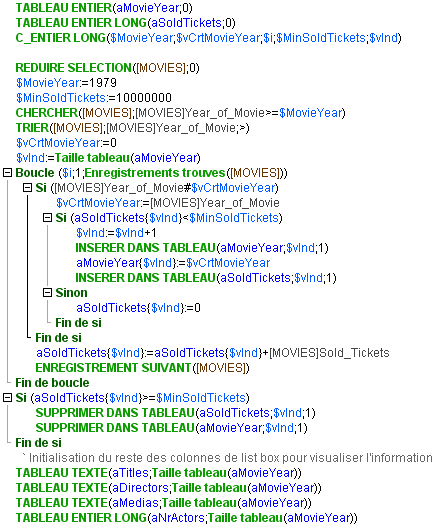 TABLEAU ENTIER(aMovieYear;0)
TABLEAU ENTIER LONG(aSoldTickets;0)
C_ENTIER LONG($MovieYear;$vCrtMovieYear;$i;$MinSoldTickets;$vInd)
REDUIRE SELECTION([MOVIES];0)
$MovieYear:=1979
$MinSoldTickets:=10000000
CHERCHER([MOVIES];[MOVIES]Year_of_Movie>=$MovieYear)
TRIER([MOVIES];[MOVIES]Year_of_Movie;>)
$vCrtMovieYear:=0
$vInd:=Taille tableau(aMovieYear)
Boucle ($i;1;Enregistrements trouves([MOVIES]))
Si ([MOVIES]Year_of_Movie#$vCrtMovieYear)
$vCrtMovieYear:=[MOVIES]Year_of_Movie
Si (aSoldTickets{$vInd}<$MinSoldTickets)
$vInd:=$vInd+1
INSERER DANS TABLEAU(aMovieYear;$vInd;1)
aMovieYear{$vInd}:=$vCrtMovieYear
INSERER DANS TABLEAU(aSoldTickets;$vInd;1)
Sinon
aSoldTickets{$vInd}:=0
Fin de si
Fin de si
aSoldTickets{$vInd}:=aSoldTickets{$vInd}+[MOVIES]Sold_Tickets
ENREGISTREMENT SUIVANT([MOVIES])
Fin de boucle
Si (aSoldTickets{$vInd}>=$MinSoldTickets)
SUPPRIMER DANS TABLEAU(aSoldTickets;$vInd;1)
SUPPRIMER DANS TABLEAU(aMovieYear;$vInd;1)
Fin de si
` Initialisation du reste des colonnes de list box pour visualiser l'information
TABLEAU TEXTE(aTitles;Taille tableau(aMovieYear))
TABLEAU TEXTE(aDirectors;Taille tableau(aMovieYear))
TABLEAU TEXTE(aMedias;Taille tableau(aMovieYear))
TABLEAU ENTIER LONG(aNrActors;Taille tableau(aMovieYear))